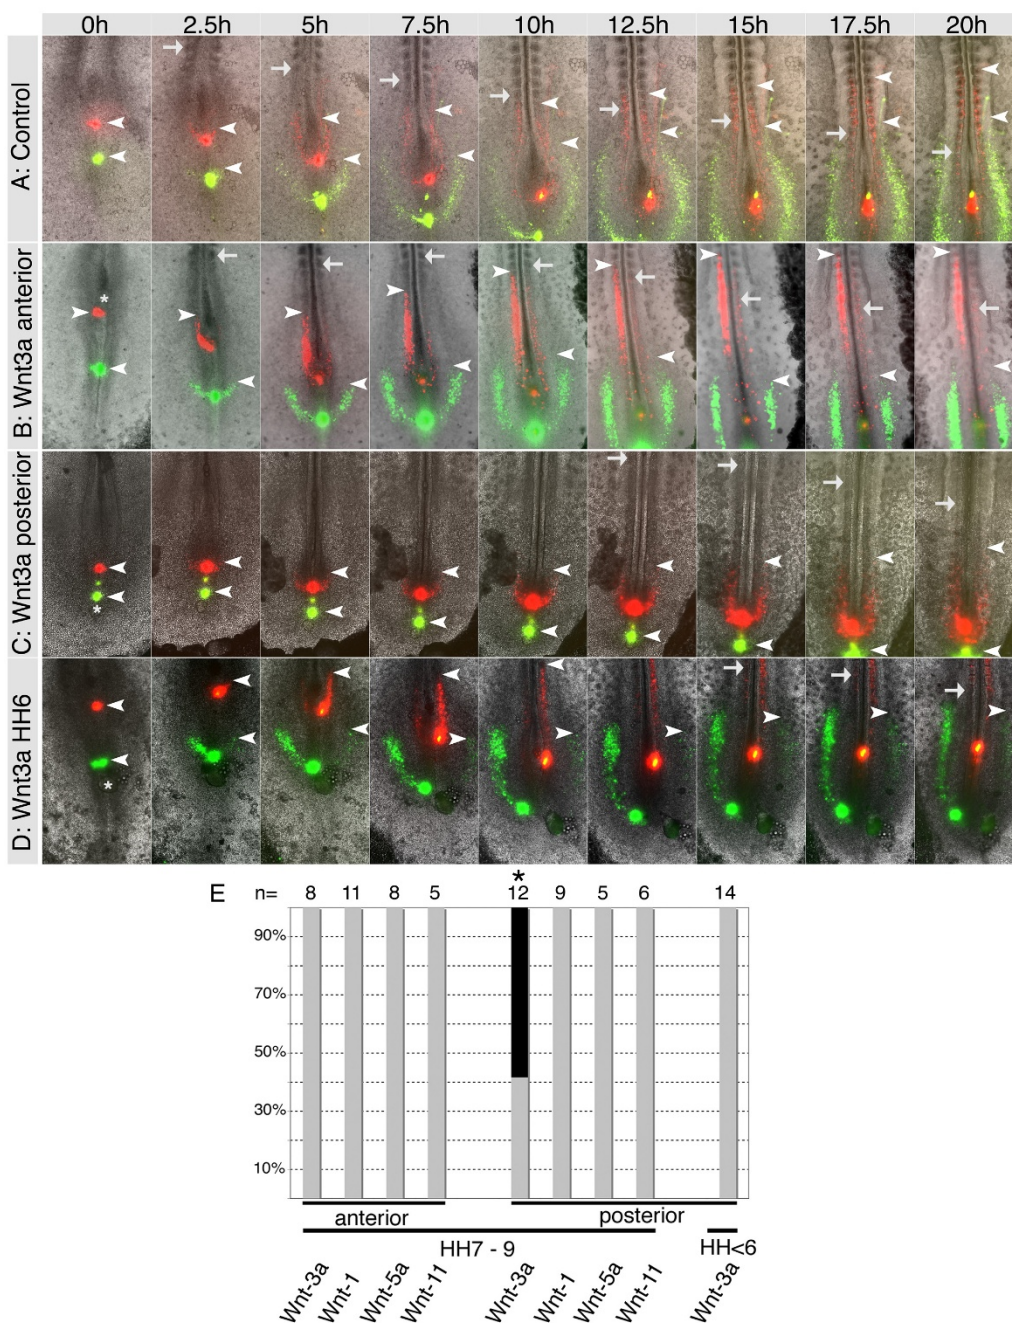 0h 2.5h 5h 7.5h 10h 12.5h 15h 17.5h 20h
A: Control
B: Wnt3a anterior
C: Wnt3a posterior
D: Wnt3a HH6
*
E n= 8 11 8 5 12 9 5 6 14
90%
70%
50%
30%
10%
anterior posterior
HH7 - 9 HH<6
Wnt-3a Wnt-1 Wnt-5a Wnt-11 Wnt-3a Wnt-1 Wnt-5a Wnt-11 Wnt-3a